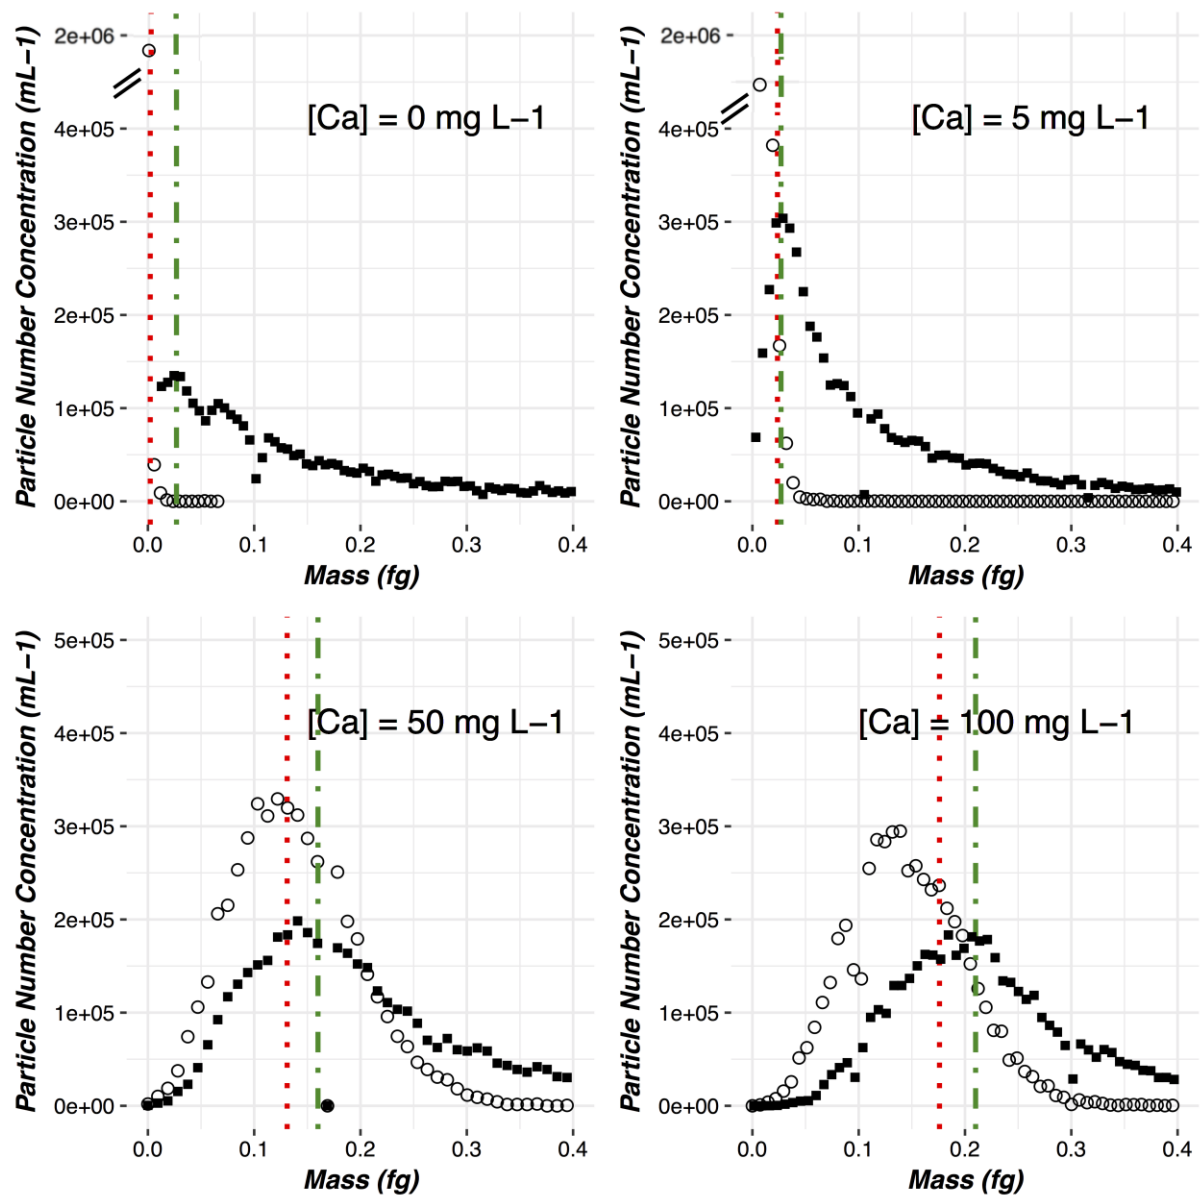 Particle Number Concentration (mL−1)
2e+06
4e+05
3e+05
2e+05
1e+05
0e+00
[Ca] = 0 mg L−1
0.0 0.1 0.2 0.3 0.4
Mass (fg)
Particle Number Concentration (mL−1)
2e+06
4e+05
3e+05
2e+05
1e+05
0e+00
[Ca] = 5 mg L−1
0.0 0.1 0.2 0.3 0.4
Mass (fg)
Particle Number Concentration (mL−1)
5e+05
4e+05
3e+05
2e+05
1e+05
0e+00
[Ca] = 50 mg L−1
0.0 0.1 0.2 0.3 0.4
Mass (fg)
Particle Number Concentration (mL−1)
5e+05
4e+05
3e+05
2e+05
1e+05
0e+00
[Ca] = 100 mg L−1
0.0 0.1 0.2 0.3 0.4
Mass (fg)